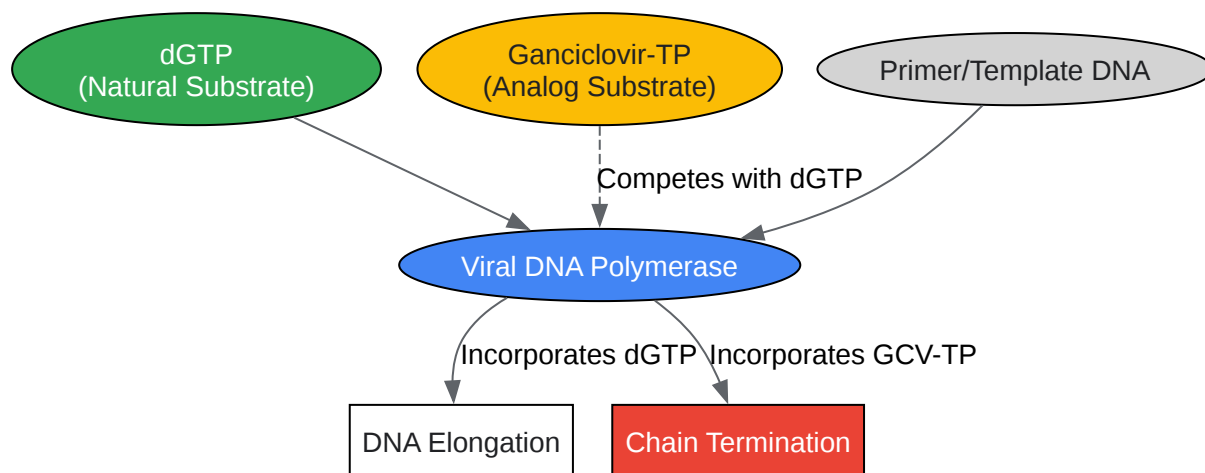 dGTP
(Natural Substrate)
Ganciclovir-TP
(Analog Substrate)
Primer/Template DNA
Competes with dGTP
Viral DNA Polymerase
Incorporates dGTP
Incorporates GCV-TP
DNA Elongation
Chain Termination